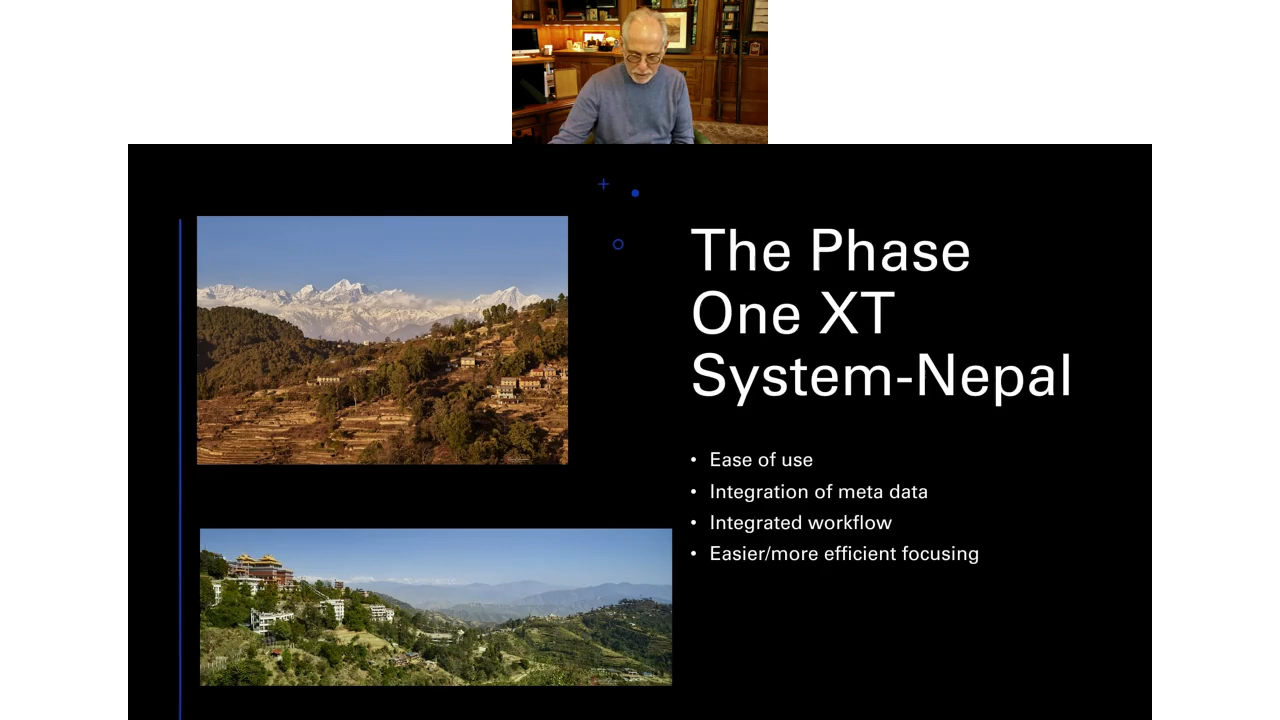 The Phase
One XT
System-Nepal
• Ease of use
• Integration of meta data
• Integrated workflow
• Easier/more efficient focusing